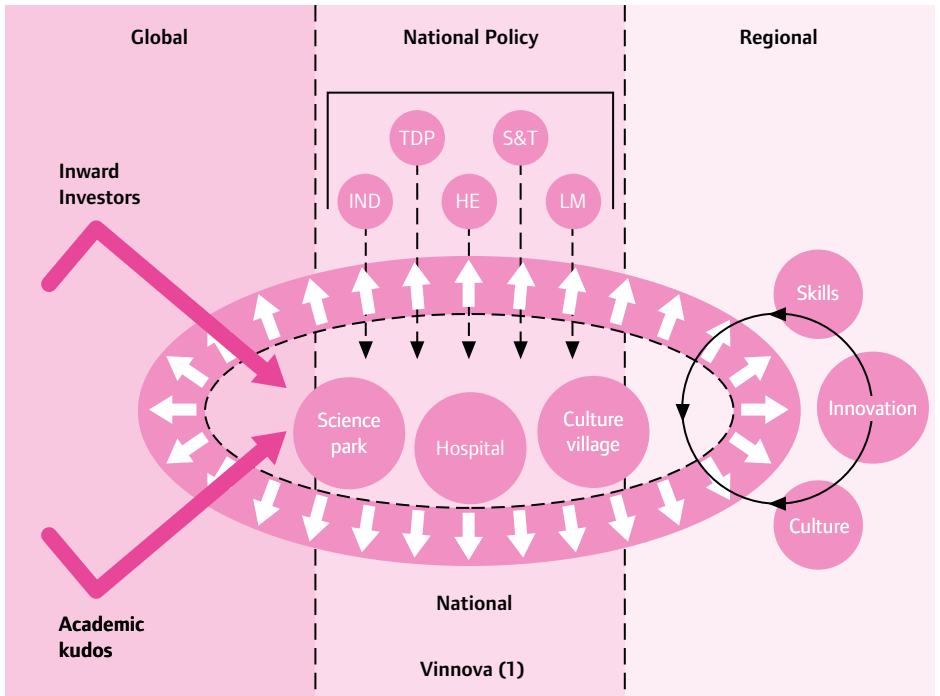 Global
National Policy
Regional
TDP
S&T
IND
HE
LM
Inward
Investors
Skills
Science
park
Hospital
Culture
village
Innovation
Culture
Academic
kudos
National
Vinnova (1)